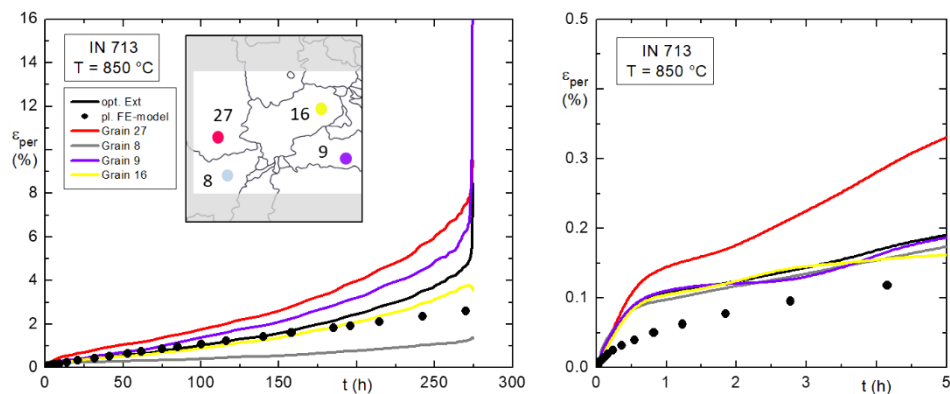 16
14
12
10
8
6
4
2
0
ε_per
(%)
IN 713
T = 850 °C
opt. Ext
pl. FE-model
Grain 27
Grain 8
Grain 9
Grain 16
27
16
9
8
0
50
100
150
200
250
300
t (h)
0.5
0.3
0.2
0.1
0.0
ε_per
(%)
IN 713
T = 850 °C
0
1
2
3
4
5
t (h)